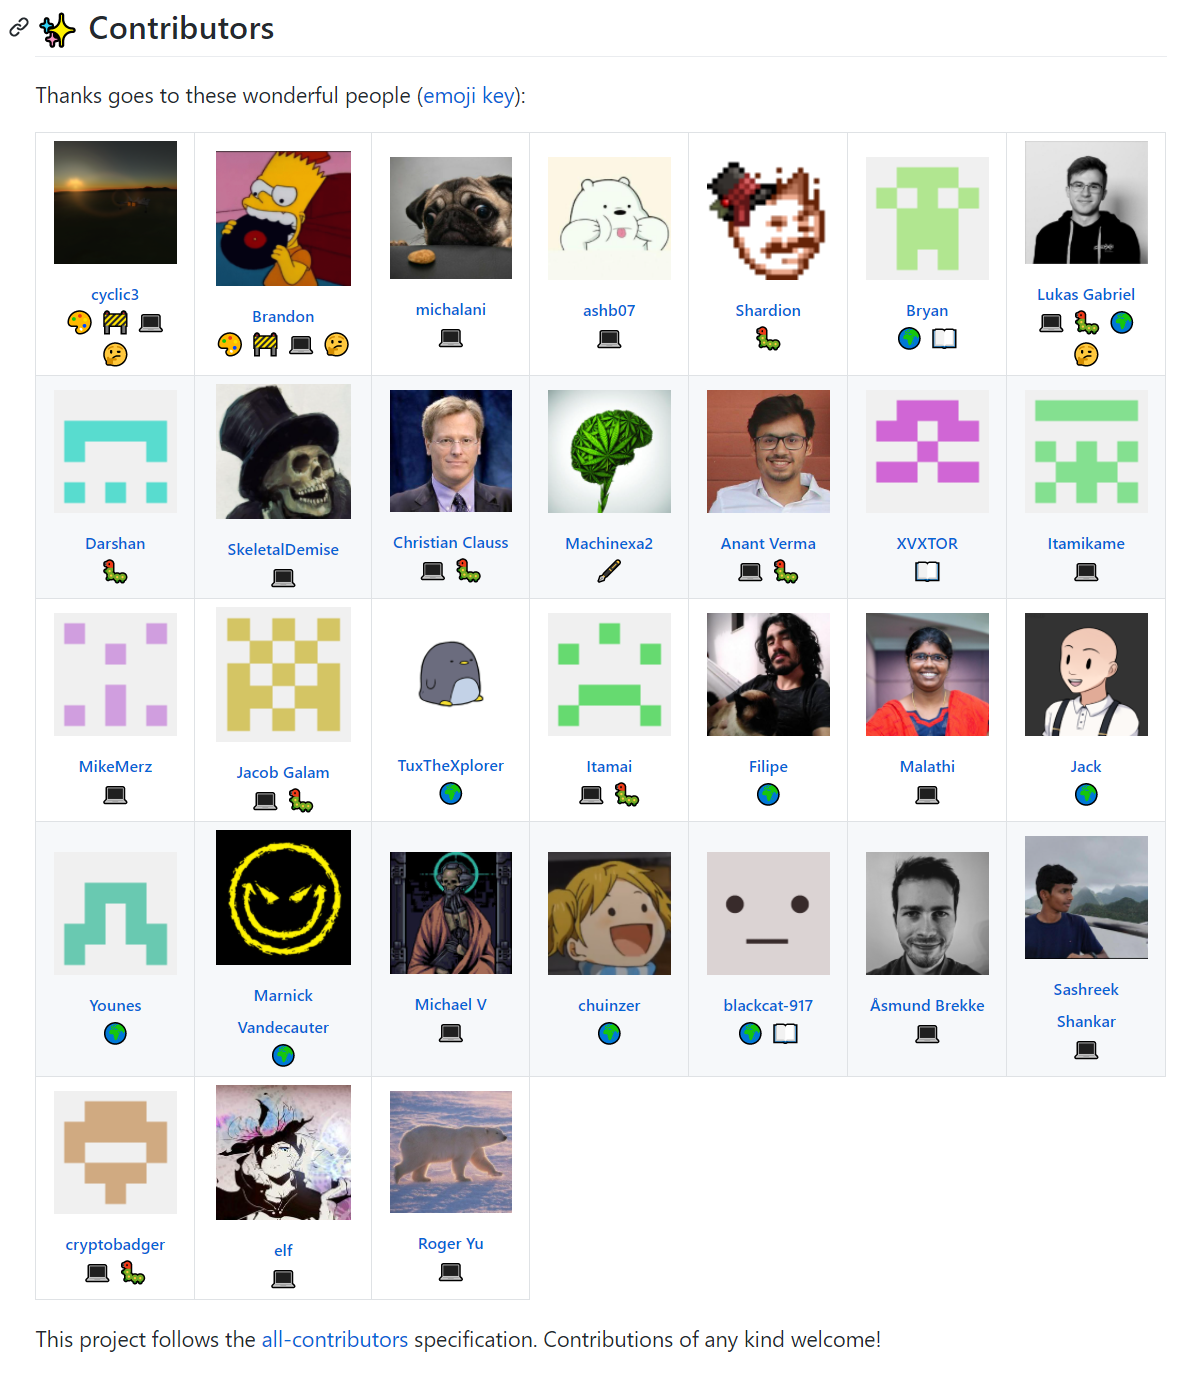 Contributors
Thanks goes to these wonderful people (emoji key):
cyclic3
Brandon
michalani
ashb07
Shardion
Bryan
Lukas Gabriel
Darshan
SkeletalDemise
Christian Clauss
Machinexa2
Anant Verma
XVXTOR
Itamikame
MikeMerz
Jacob Galam
TuxTheXplorer
Itamai
Filipe
Malathi
Jack
Younes
Marnick
Vandecauter
Michael V
chuinzer
blackcat-917
Åsmund Brekke
Sashreek
Shankar
cryptobadger
elf
Roger Yu
This project follows the all-contributors specification. Contributions of any kind welcome!